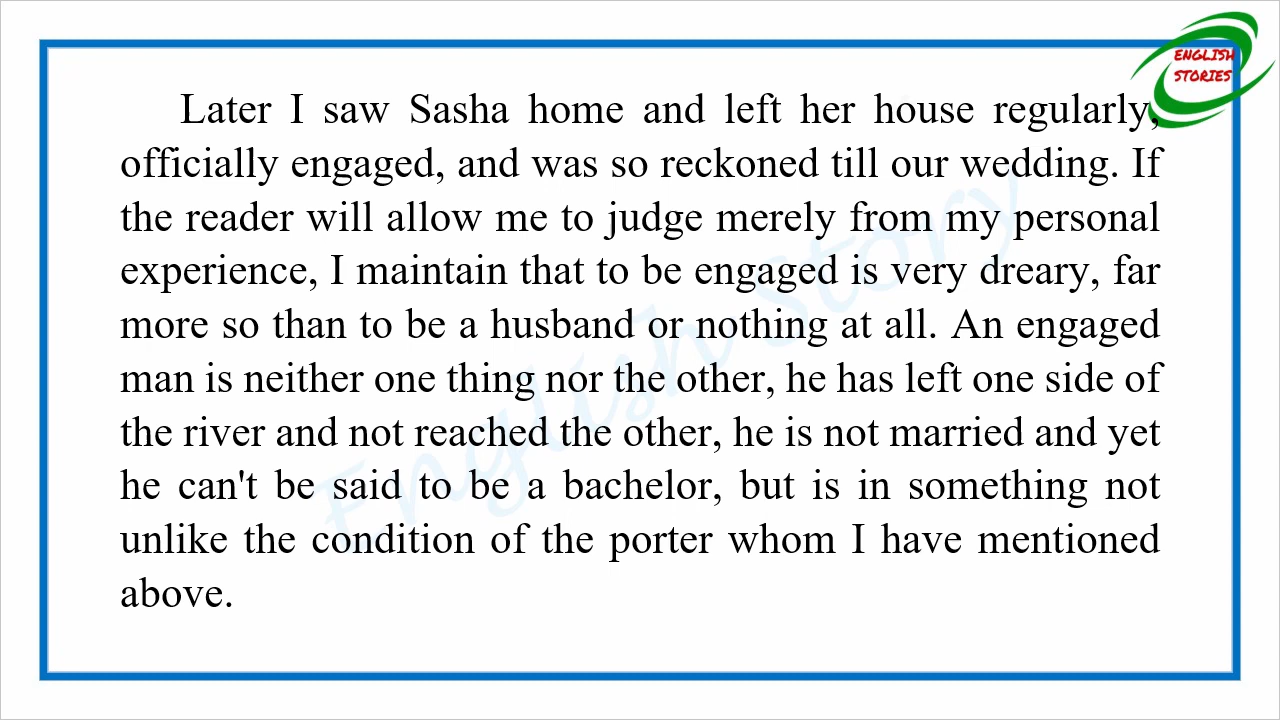 ENGLISH
STORIES
Later I saw Sasha home and left her house regularly,
officially engaged, and was so reckoned till our wedding. If
the reader will allow me to judge merely from my personal
experience, I maintain that to be engaged is very dreary, far
more so than to be a husband or nothing at all. An engaged
man is neither one thing nor the other, he has left one side of
the river and not reached the other, he is not married and yet
he can't be said to be a bachelor, but is in something not
unlike the condition of the porter whom I have mentioned
above.
English Story